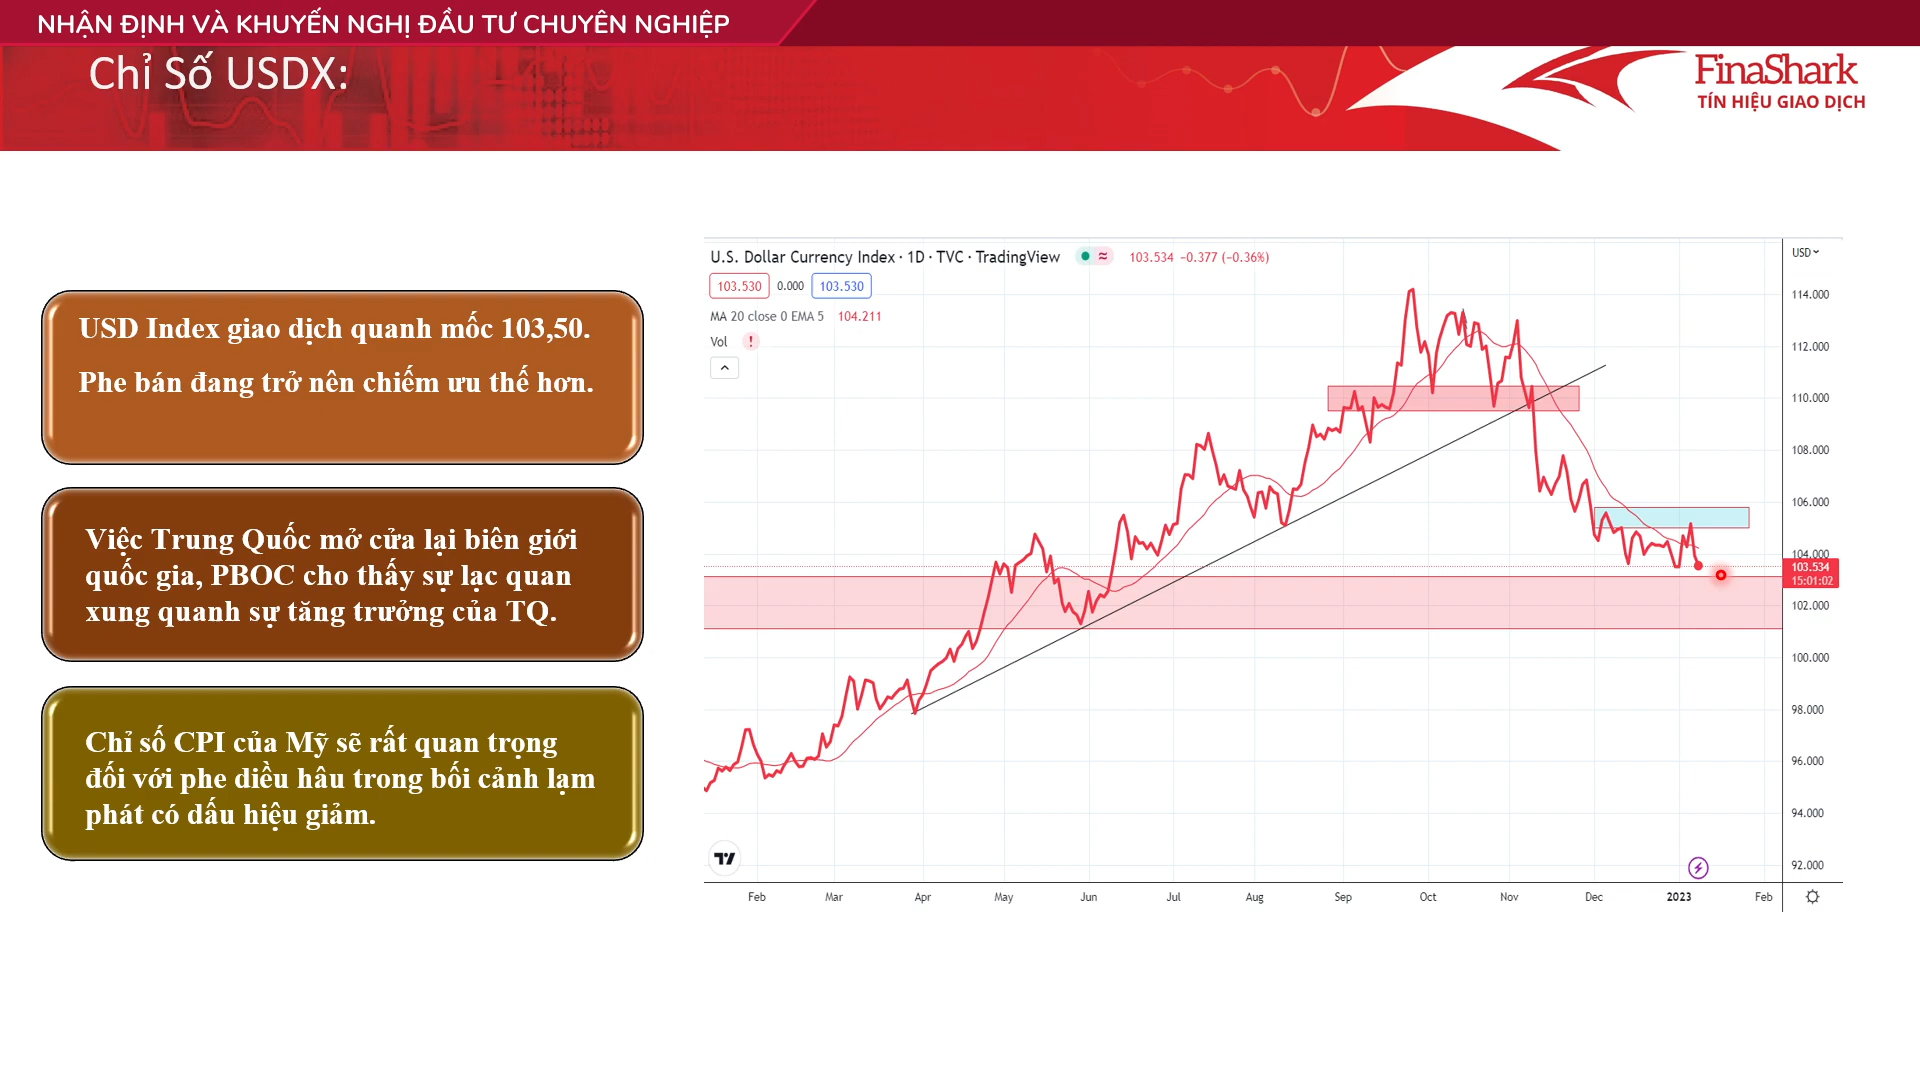 NHẬN ĐỊNH VÀ KHUYẾN NGHỊ ĐẦU TƯ CHUYÊN NGHIỆP
Chỉ Số USDX:
FinaShark
TÍN HIỆU GIAO DỊCH
USD Index giao dịch quanh mốc 103,50.
Phe bán đang trở nên chiếm ưu thế hơn.
Việc Trung Quốc mở cửa lại biên giới
quốc gia, PBOC cho thấy sự lạc quan
xung quanh sự tăng trưởng của TQ.
Chỉ số CPI của Mỹ sẽ rất quan trọng
đối với phe diều hâu trong bối cảnh lạm
phát có dấu hiệu giảm.
U.S. Dollar Currency Index · 1D · TVC · TradingView
103.534 −0.377 (−0.36%)
103.530 0.000 103.530
MA 20 close 0 EMA 5 104.211
Vol !
USD
114.000
112.000
110.000
108.000
106.000
104.000
103.534
15:01:02
102.000
100.000
98.000
96.000
94.000
92.000
Feb Mar Apr May Jun Jul Aug Sep Oct Nov Dec 2023 Feb